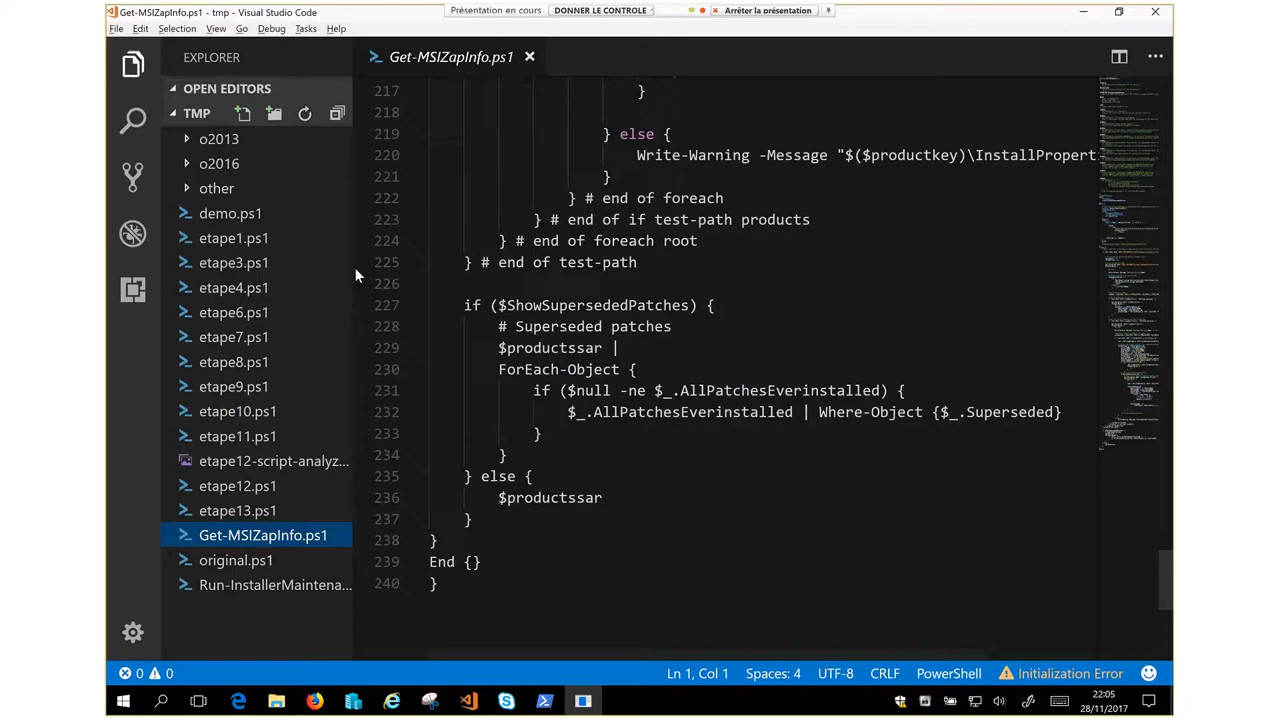 Get-MSIZapInfo.ps1 - tmp - Visual Studio Code
Présentation en cours
DONNER LE CONTROLE
Arrêter la présentation
File Edit Selection View Go Debug Tasks Help
EXPLORER
OPEN EDITORS
TMP
o2013
o2016
other
demo.ps1
etape1.ps1
etape3.ps1
etape4.ps1
etape6.ps1
etape7.ps1
etape8.ps1
etape9.ps1
etape10.ps1
etape11.ps1
etape12-script-analyz...
etape12.ps1
etape13.ps1
Get-MSIZapInfo.ps1
original.ps1
Run-InstallerMaintena...
Get-MSIZapInfo.ps1
217 }
218
219 } else {
220 Write-Warning -Message "$($productkey)\InstallPropert
221 }
222 } # end of foreach
223 } # end of if test-path products
224 } # end of foreach root
225 } # end of test-path
226
227 if ($ShowSupersededPatches) {
228 # Superseded patches
229 $productssar |
230 ForEach-Object {
231 if ($null -ne $_.AllPatchesEverinstalled) {
232 $_.AllPatchesEverinstalled | Where-Object {$_.Superseded}
233 }
234 }
235 } else {
236 $productssar
237 }
238 }
239 End {}
240 }
0 0
Ln 1, Col 1 Spaces: 4 UTF-8 CRLF PowerShell Initialization Error
22:05
28/11/2017